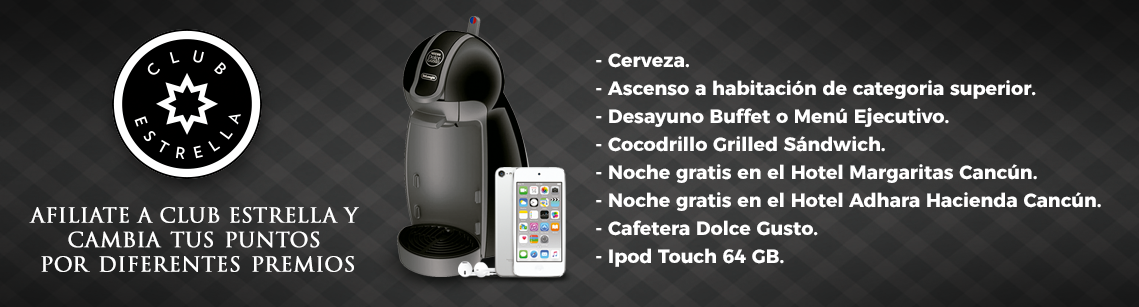 CLUB
ESTRELLA
AFILIATE A CLUB ESTRELLA Y
CAMBIA TUS PUNTOS
POR DIFERENTES PREMIOS
- Cerveza.
- Ascenso a habitación de categoria superior.
- Desayuno Buffet o Menú Ejecutivo.
- Cocodrillo Grilled Sándwich.
- Noche gratis en el Hotel Margaritas Cancún.
- Noche gratis en el Hotel Adhara Hacienda Cancún.
- Cafetera Dolce Gusto.
- Ipod Touch 64 GB.